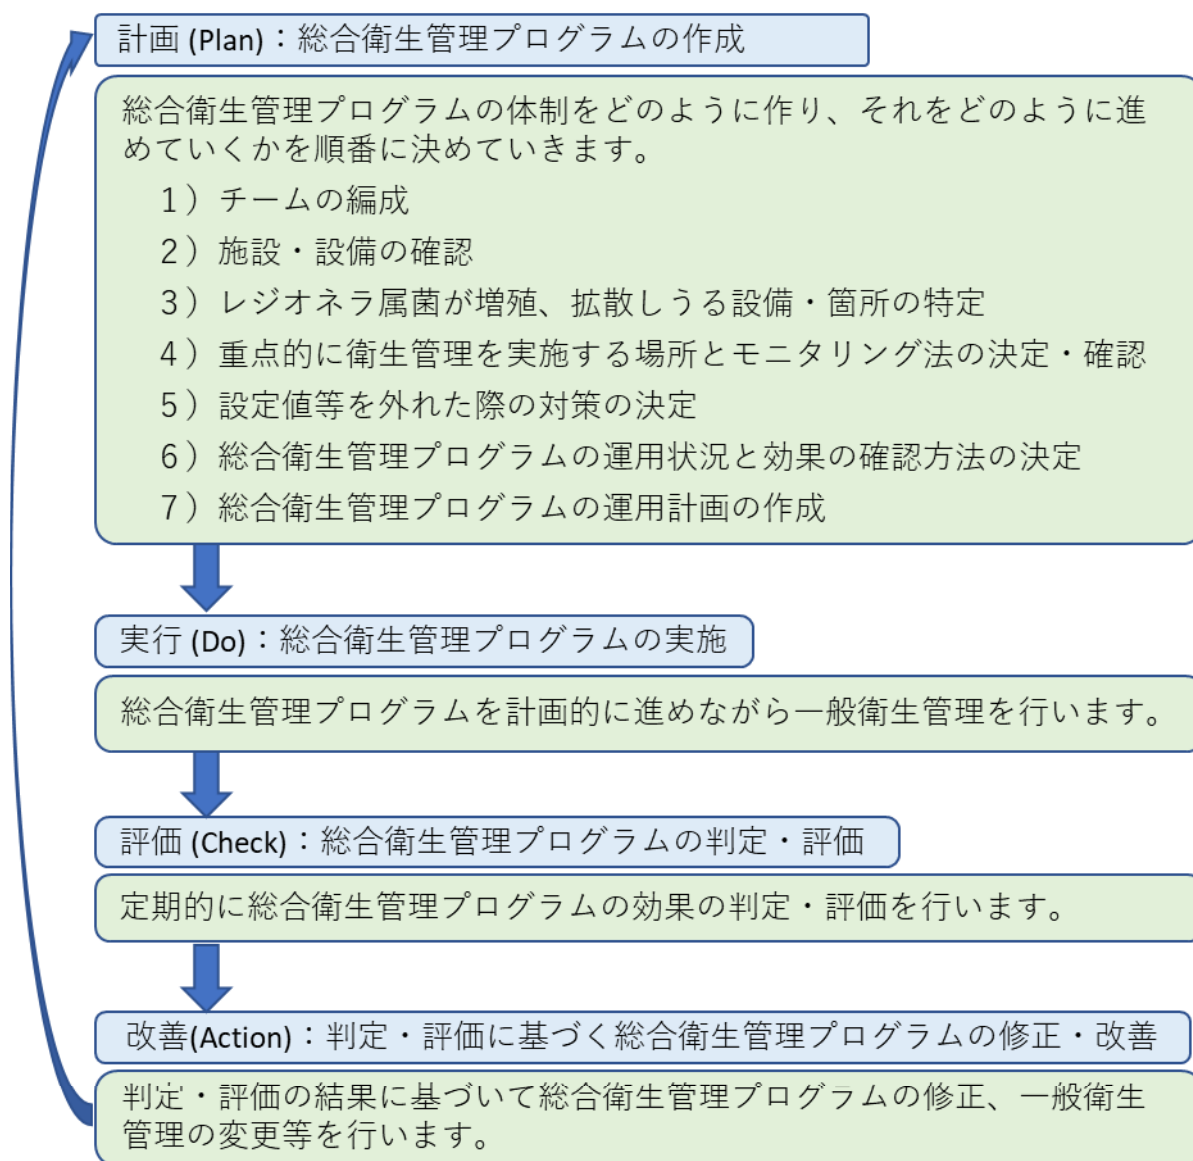 計画 (Plan)：総合衛生管理プログラムの作成
総合衛生管理プログラムの体制をどのように作り、それをどのように進
めていくかを順番に決めていきます。
１）チームの編成
２）施設・設備の確認
３）レジオネラ属菌が増殖、拡散しうる設備・箇所の特定
４）重点的に衛生管理を実施する場所とモニタリング法の決定・確認
５）設定値等を外れた際の対策の決定
６）総合衛生管理プログラムの運用状況と効果の確認方法の決定
７）総合衛生管理プログラムの運用計画の作成
実行 (Do)：総合衛生管理プログラムの実施
総合衛生管理プログラムを計画的に進めながら一般衛生管理を行います。
評価 (Check)：総合衛生管理プログラムの判定・評価
定期的に総合衛生管理プログラムの効果の判定・評価を行います。
改善(Action)：判定・評価に基づく総合衛生管理プログラムの修正・改善
判定・評価の結果に基づいて総合衛生管理プログラムの修正、一般衛生
管理の変更等を行います。